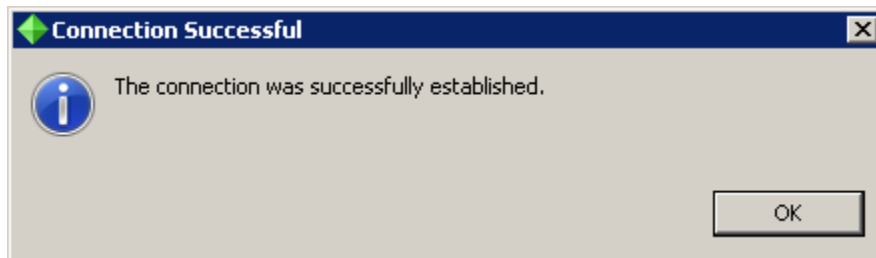 Connection Successful
The connection was successfully established.
OK